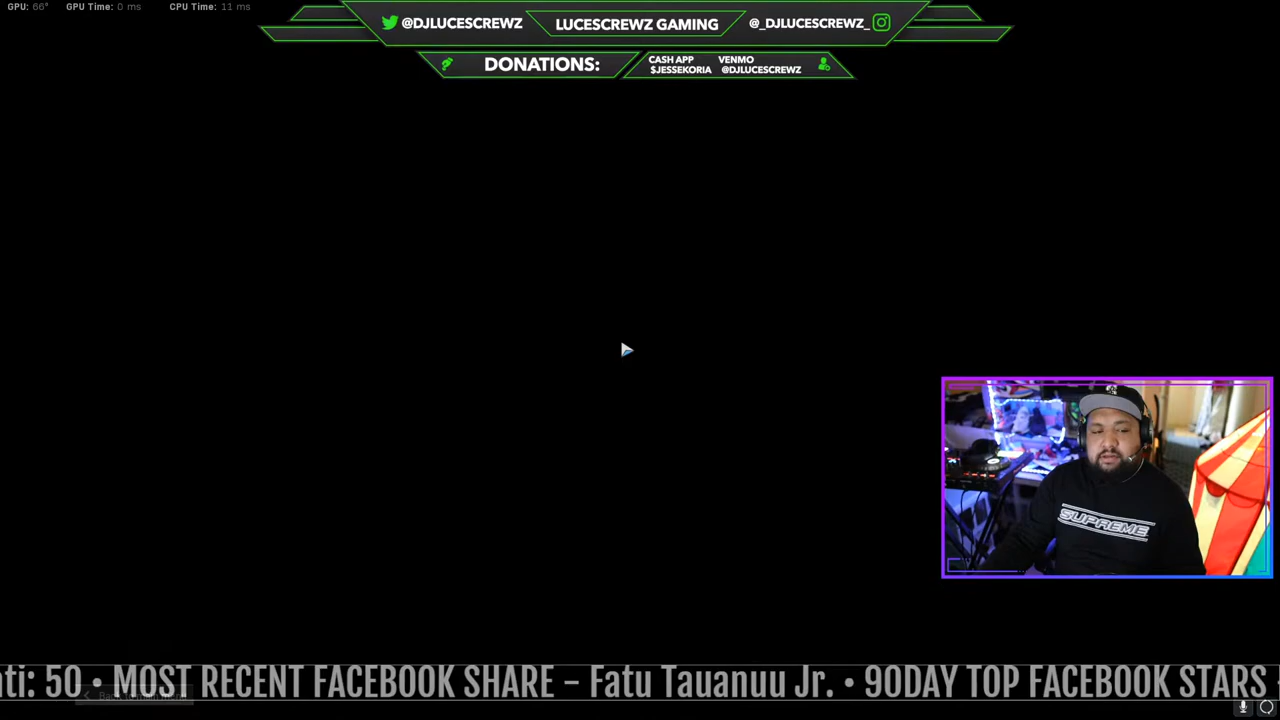 GPU: 66° GPU Time: 0 ms CPU Time: 11 ms
@DJLUCESCREWZ LUCESCREWZ GAMING @_DJLUCESCREWZ_
DONATIONS: CASH APP VENMO
$JESSEKORIA @DJLUCESCREWZ
SUPREME
ati: 50 • MOST RECENT FACEBOOK SHARE - Fatu Tauanuu Jr. • 90DAY TOP FACEBOOK STARS